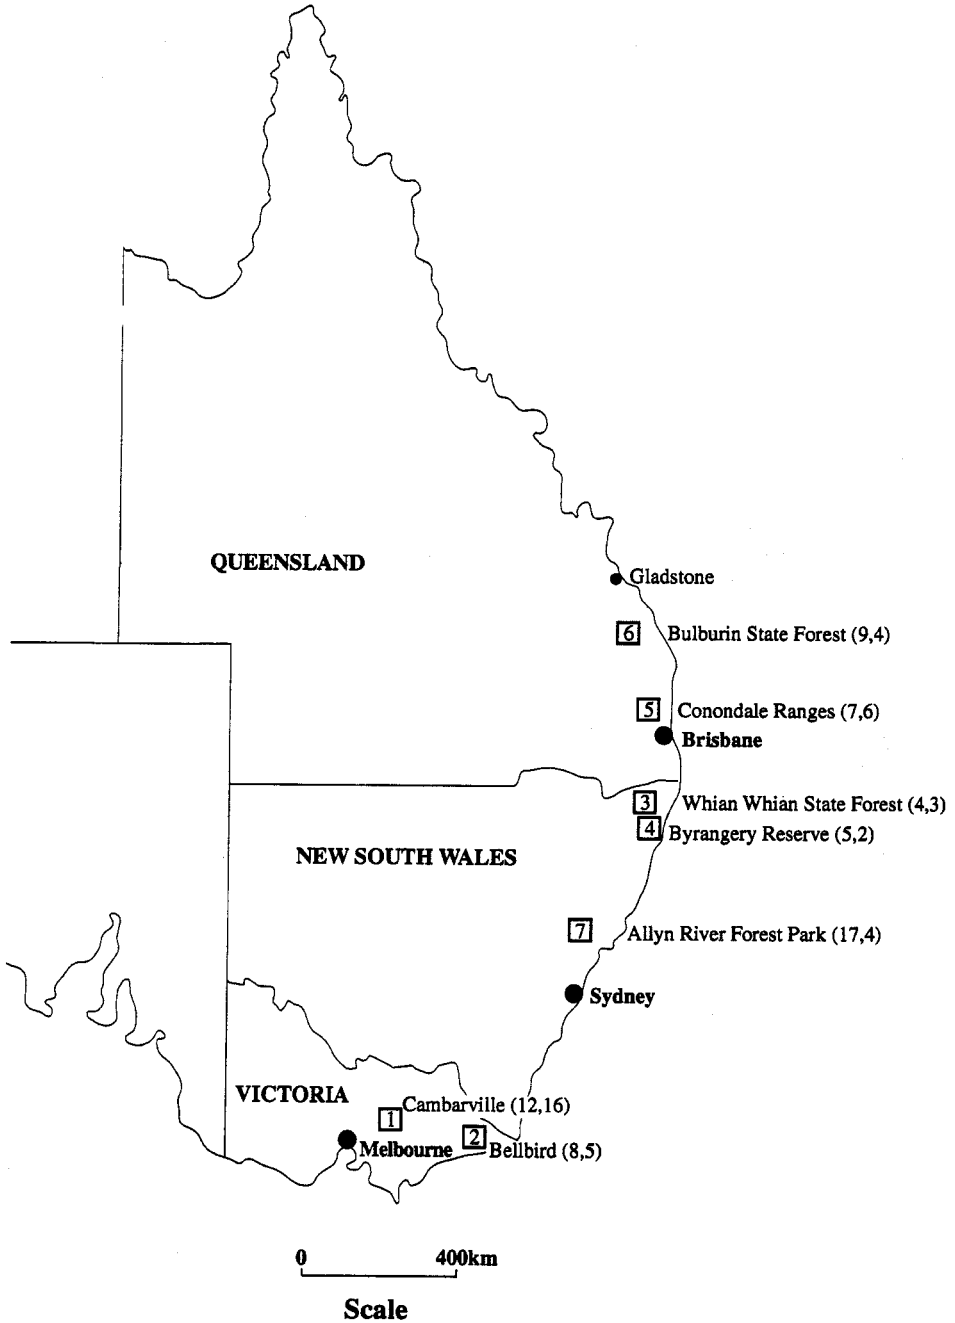 QUEENSLAND
Gladstone
6 Bulburin State Forest (9,4)
5 Conondale Ranges (7,6)
Brisbane
3 Whian Whian State Forest (4,3)
4 Byrangery Reserve (5,2)
NEW SOUTH WALES
7 Allyn River Forest Park (17,4)
Sydney
VICTORIA
1 Cambarville (12,16)
Melbourne
2 Bellbird (8,5)
0 400km
Scale